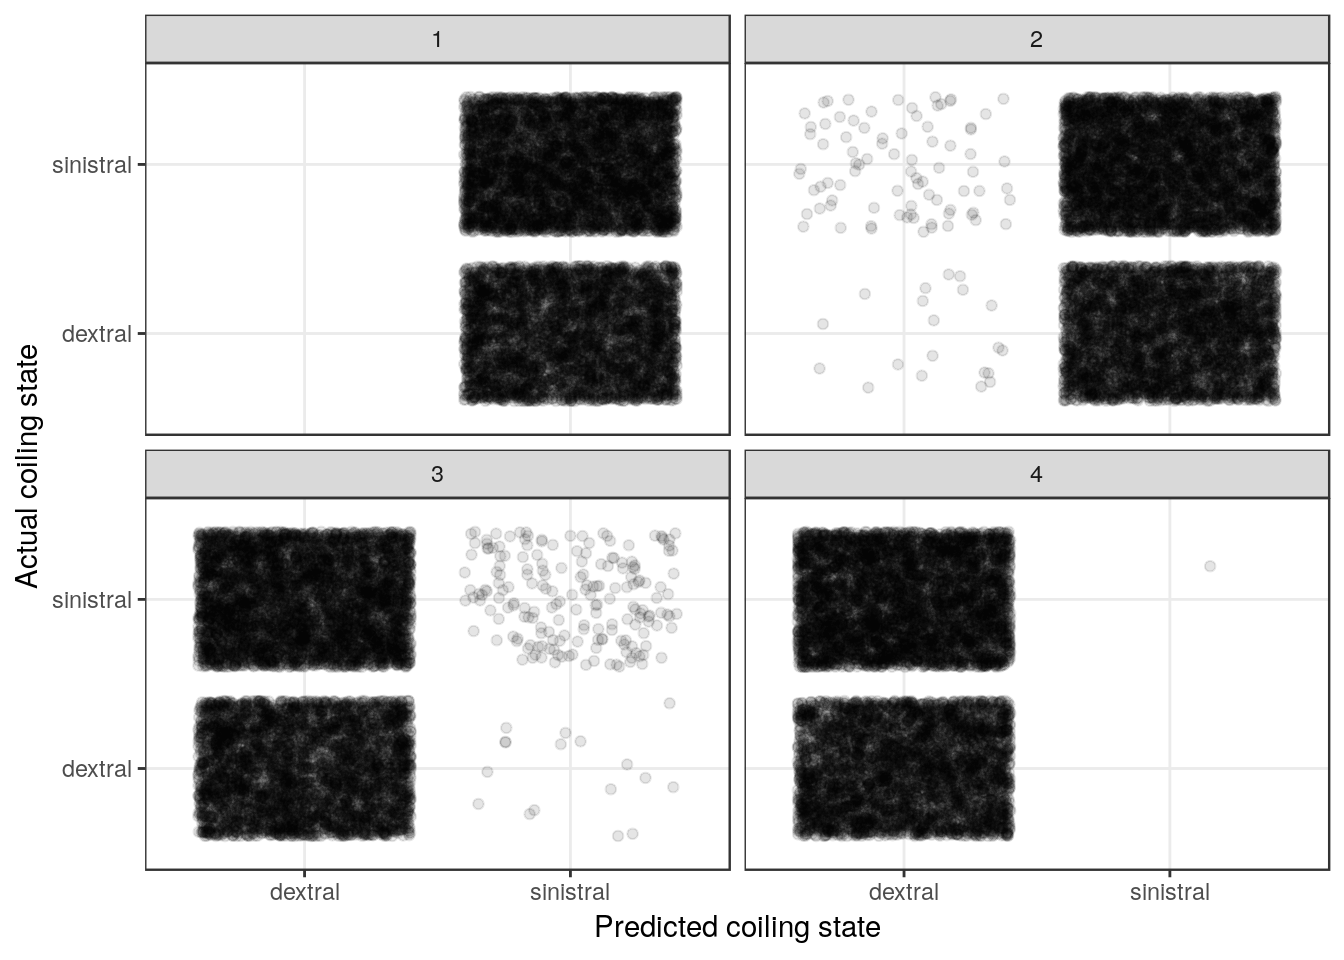 1
2
sinistral
dextral
3
4
sinistral
dextral
Actual coiling state
dextral
sinistral
dextral
sinistral
Predicted coiling state